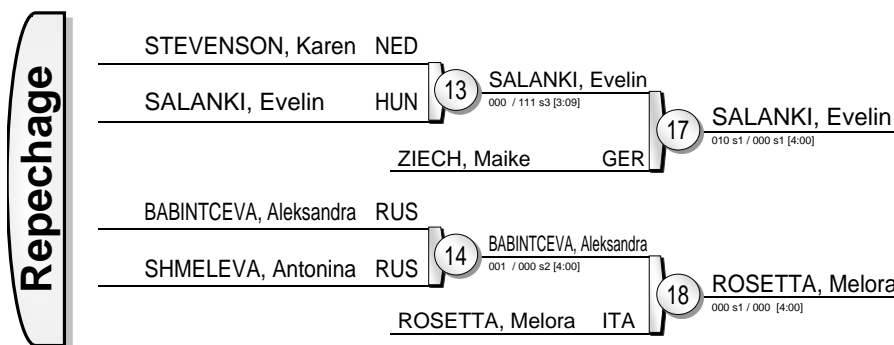 Repechage
STEVENSON, Karen NED
SALANKI, Evelin HUN
13
SALANKI, Evelin
000 / 111 s3 [3:09]
ZIECH, Maike GER
17
SALANKI, Evelin
010 s1 / 000 s1 [4:00]
BABINTCEVA, Aleksandra RUS
SHMELEVA, Antonina RUS
14
BABINTCEVA, Aleksandra
001 / 000 s2 [4:00]
ROSETTA, Melora ITA
18
ROSETTA, Melora
000 s1 / 000 [4:00]